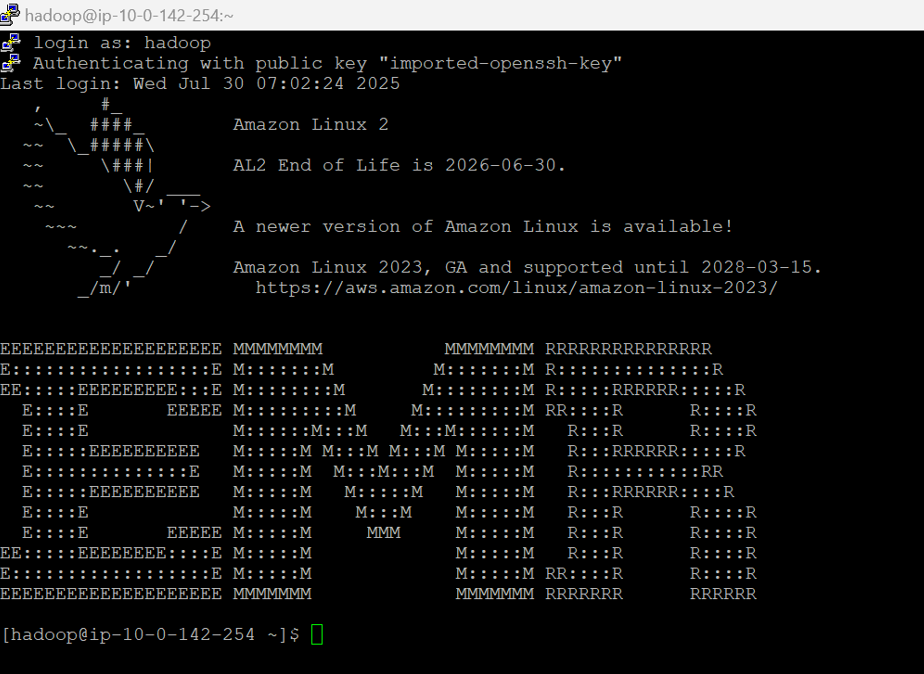 hadoop@ip-10-0-142-254:~
login as: hadoop
Authenticating with public key "imported-openssh-key"
Last login: Wed Jul 30 07:02:24 2025
   ,     #_
   ~\_  ####_        Amazon Linux 2
  ~~  \_#####\
  ~~     \###|       AL2 End of Life is 2026-06-30.
  ~~       \#/ ___
   ~~       V~' '->
    ~~~         /    A newer version of Amazon Linux is available!
      ~~._.   _/
         _/ _/       Amazon Linux 2023, GA and supported until 2028-03-15.
       _/m/'           https://aws.amazon.com/linux/amazon-linux-2023/
EEEEEEEEEEEEEEEEEEEE MMMMMMMM           MMMMMMMM RRRRRRRRRRRRRRR
E::::::::::::::::::E M:::::::M         M:::::::M R::::::::::::::R
EE:::::EEEEEEEEE:::E M::::::::M       M::::::::M R:::::RRRRRR:::::R
  E::::E       EEEEE M:::::::::M     M:::::::::M RR::::R      R::::R
  E::::E             M::::::M:::M   M:::M::::::M   R:::R      R::::R
  E:::::EEEEEEEEEE   M:::::M M:::M M:::M M:::::M   R:::RRRRRR:::::R
  E::::::::::::::E   M:::::M  M:::M:::M  M:::::M   R:::::::::::RR
  E:::::EEEEEEEEEE   M:::::M   M:::::M   M:::::M   R:::RRRRRR::::R
  E::::E             M:::::M    M:::M    M:::::M   R:::R      R::::R
  E::::E       EEEEE M:::::M     MMM     M:::::M   R:::R      R::::R
EE:::::EEEEEEEE::::E M:::::M             M:::::M   R:::R      R::::R
E::::::::::::::::::E M:::::M             M:::::M RR::::R      R::::R
EEEEEEEEEEEEEEEEEEEE MMMMMMM             MMMMMMM RRRRRRR      RRRRRR
[hadoop@ip-10-0-142-254 ~]$